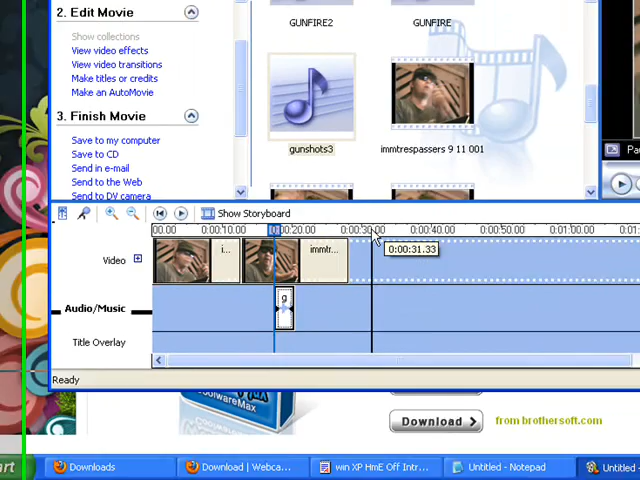 2. Edit Movie
Show collections
View video effects
View video transitions
Make titles or credits
Make an AutoMovie
3. Finish Movie
Save to my computer
Save to CD
Send in e-mail
Send to the Web
Send to DV camera
GUNFIRE2
GUNFIRE
gunshots3
immtrespassers 9 11 001
Show Storyboard
00.00 0:00:10.00 0:00:20.00 0:00:30.00 0:00:40.00 0:00:50.00 0:01:00.00
0:00:31.33
Video
i...
immtr...
Audio/Music
g
Title Overlay
Ready
oolwareMax
Download >
from brothersoft.com
art
Downloads
Download | Webca...
win XP HmE Off Intr...
Untitled - Notepad
Untitled